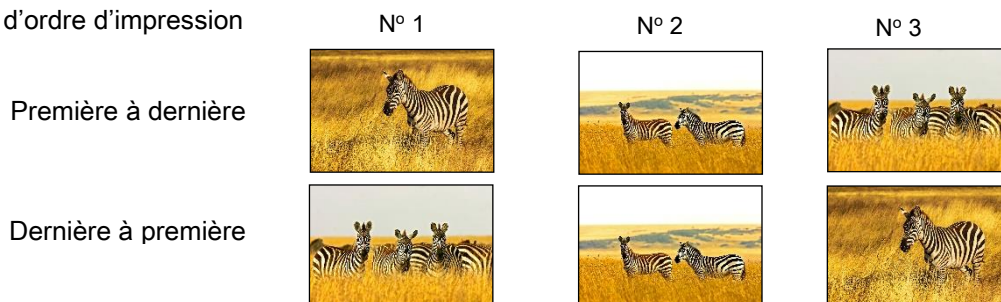 d’ordre d’impression
Nº 1
Nº 2
Nº 3
Première à dernière
Dernière à première